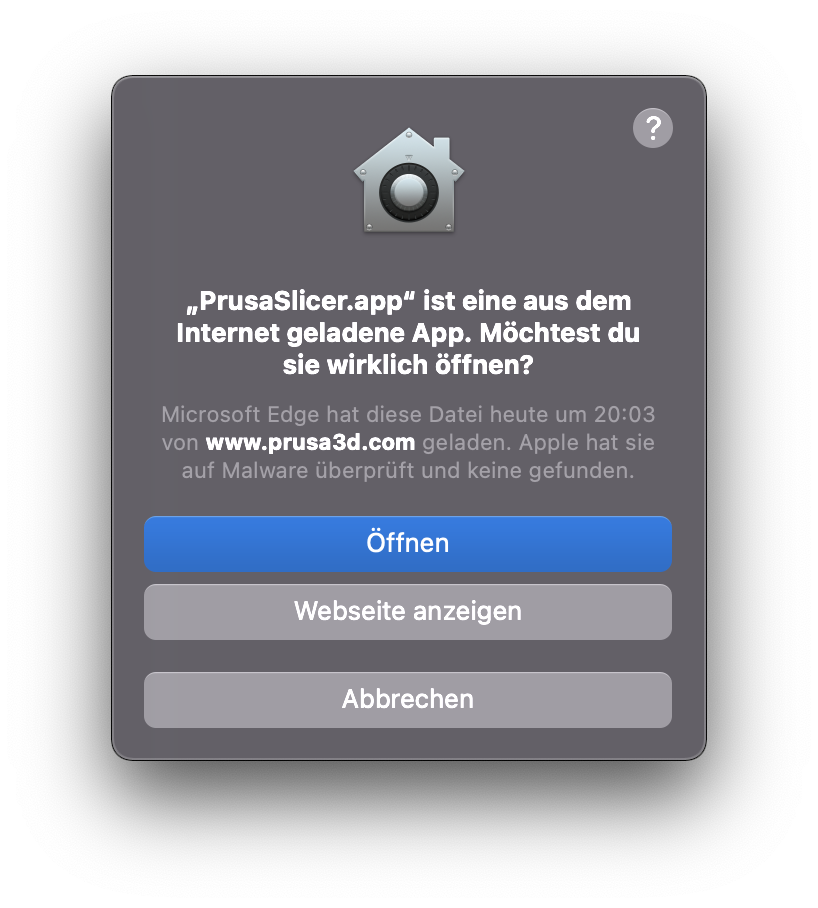 ?
„PrusaSlicer.app“ ist eine aus dem
Internet geladene App. Möchtest du
sie wirklich öffnen?
Microsoft Edge hat diese Datei heute um 20:03
von www.prusa3d.com geladen. Apple hat sie
auf Malware überprüft und keine gefunden.
Öffnen
Webseite anzeigen
Abbrechen